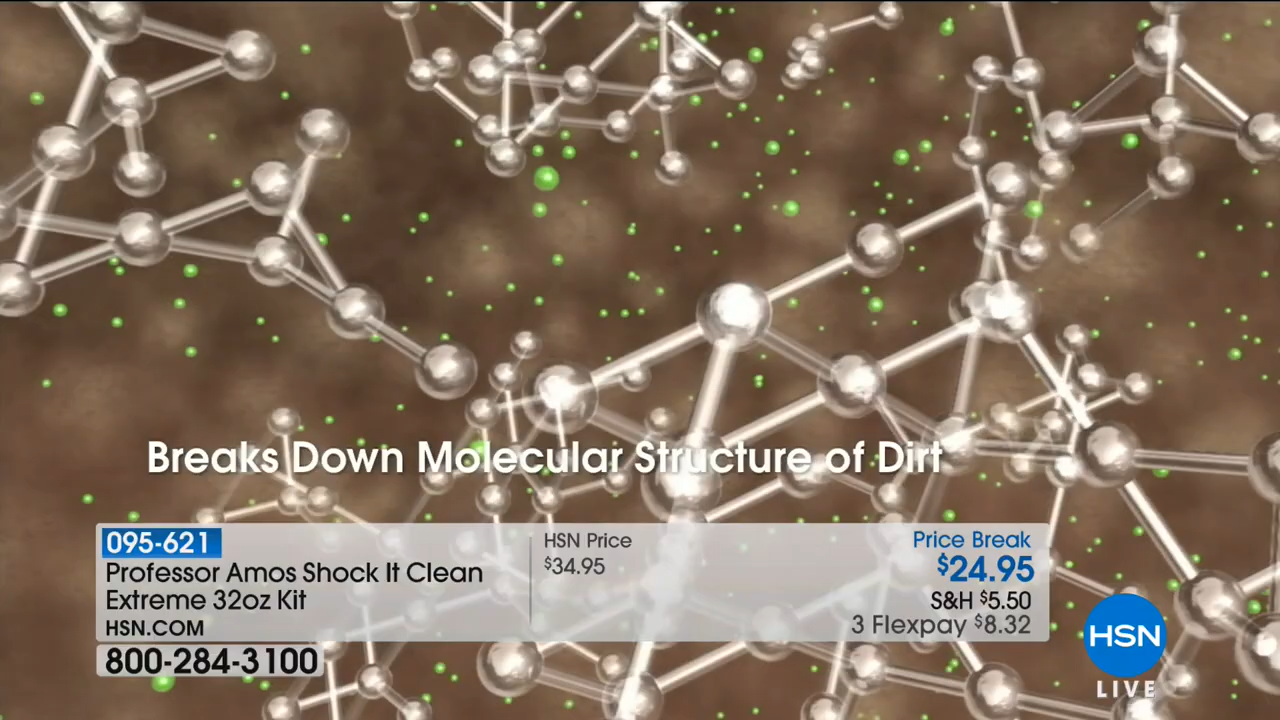 Breaks Down Molecular Structure of Dirt
095-621
Professor Amos Shock It Clean
Extreme 32oz Kit
HSN.COM
800-284-3100
HSN Price
$34.95
Price Break
$24.95
S&H $5.50
3 Flexpay $8.32
HSN
LIVE